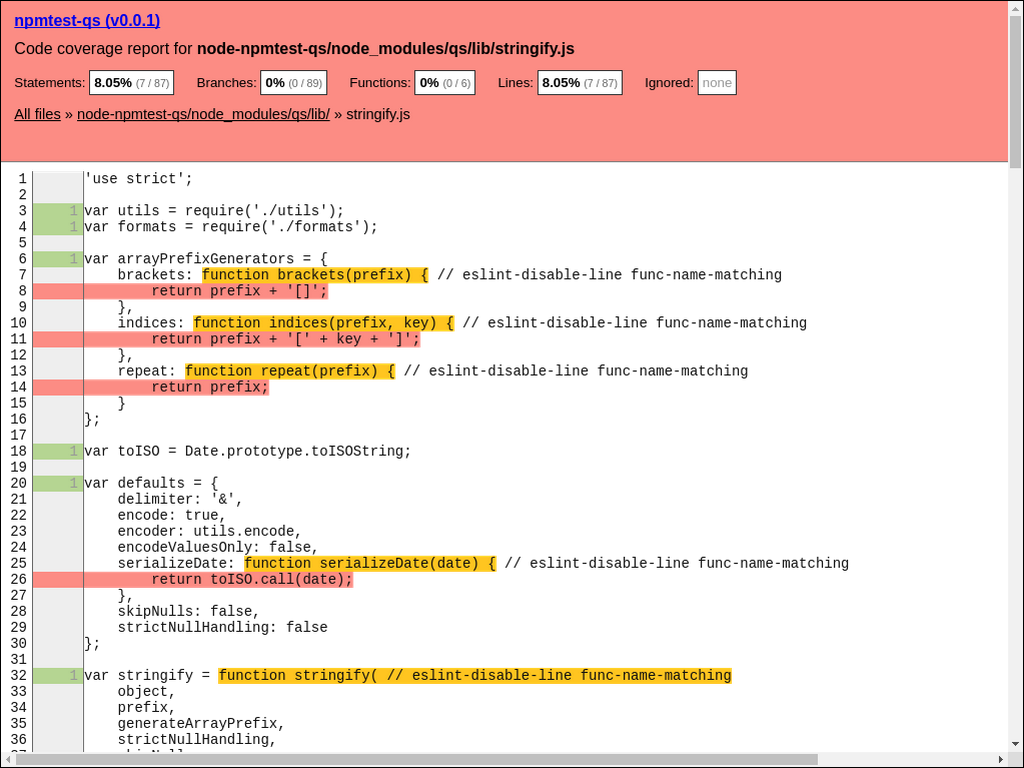 npmtest-qs (v0.0.1)
Code coverage report for node-npmtest-qs/node_modules/qs/lib/stringify.js
Statements: 8.05% (7 / 87) Branches: 0% (0 / 89) Functions: 0% (0 / 6) Lines: 8.05% (7 / 87) Ignored: none
All files » node-npmtest-qs/node_modules/qs/lib/ » stringify.js
1 'use strict';
2
3 1 var utils = require('./utils');
4 1 var formats = require('./formats');
5
6 1 var arrayPrefixGenerators = {
7     brackets: function brackets(prefix) { // eslint-disable-line func-name-matching
8         return prefix + '[]';
9     },
10     indices: function indices(prefix, key) { // eslint-disable-line func-name-matching
11         return prefix + '[' + key + ']';
12     },
13     repeat: function repeat(prefix) { // eslint-disable-line func-name-matching
14         return prefix;
15     }
16 };
17
18 1 var toISO = Date.prototype.toISOString;
19
20 1 var defaults = {
21     delimiter: '&',
22     encode: true,
23     encoder: utils.encode,
24     encodeValuesOnly: false,
25     serializeDate: function serializeDate(date) { // eslint-disable-line func-name-matching
26         return toISO.call(date);
27     },
28     skipNulls: false,
29     strictNullHandling: false
30 };
31
32 1 var stringify = function stringify( // eslint-disable-line func-name-matching
33     object,
34     prefix,
35     generateArrayPrefix,
36     strictNullHandling,